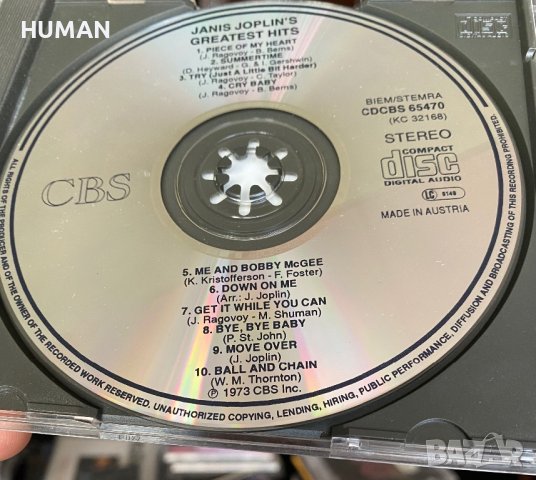 HUMAN
JANIS JOPLIN'S
GREATEST HITS
1. PIECE OF MY HEART
(J. Ragovoy - B. Berns)
2. SUMMERTIME
(D. Heyward - G. & I. Gershwin)
3. TRY (Just A Little Bit Harder)
(J. Ragovoy - C. Taylor)
4. CRY BABY
(J. Ragovoy - B. Berns)
BIEM/STEMRA
CDCBS 65470
(KC 32168)
STEREO
COMPACT
disc
DIGITAL AUDIO
LC 0149
MADE IN AUSTRIA
CBS
5. ME AND BOBBY McGEE
(K. Kristofferson - F. Foster)
6. DOWN ON ME
(Arr.: J. Joplin)
7. GET IT WHILE YOU CAN
(J. Ragovoy - M. Shuman)
8. BYE, BYE BABY
(P. St. John)
9. MOVE OVER
(J. Joplin)
10. BALL AND CHAIN
(W. M. Thornton)
℗ 1973 CBS Inc.
ALL RIGHTS OF THE PRODUCER AND OF THE OWNER OF THE RECORDED WORK RESERVED. UNAUTHORIZED COPYING, LENDING, HIRING, PUBLIC PERFORMANCE, DIFFUSION AND BROADCASTING OF THIS RECORDING PROHIBITED.
BAZAR